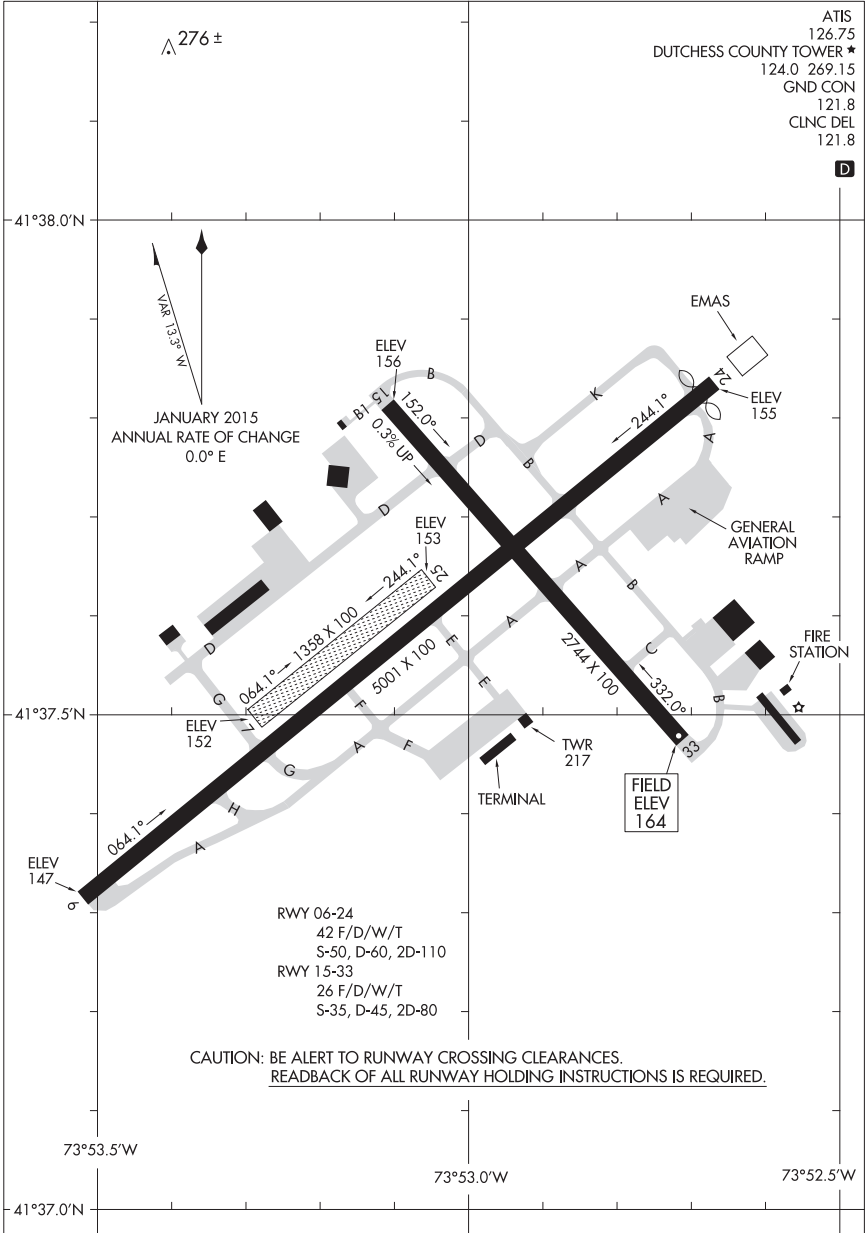 ATIS
126.75
DUTCHESS COUNTY TOWER ★
124.0 269.15
GND CON
121.8
CLNC DEL
121.8
D
276 ±
41°38.0'N
VAR 13.3° W
JANUARY 2015
ANNUAL RATE OF CHANGE
0.0° E
EMAS
ELEV
156
B
15
B1
152.0°
0.3% UP
K
24
ELEV
155
244.1°
D
B
A
A
D
ELEV
153
25
244.1°
GENERAL
AVIATION
RAMP
A
B
1358 X 100
064.1°
5001 X 100
E
A
2744 X 100
C
FIRE
STATION
D
G
E
332.0°
B
41°37.5'N
ELEV
152
7
F
A
F
TWR
217
33
G
TERMINAL
FIELD
ELEV
164
H
064.1°
A
ELEV
147
6
RWY 06-24
42 F/D/W/T
S-50, D-60, 2D-110
RWY 15-33
26 F/D/W/T
S-35, D-45, 2D-80
CAUTION: BE ALERT TO RUNWAY CROSSING CLEARANCES.
READBACK OF ALL RUNWAY HOLDING INSTRUCTIONS IS REQUIRED.
73°53.5'W
73°53.0'W
73°52.5'W
41°37.0'N